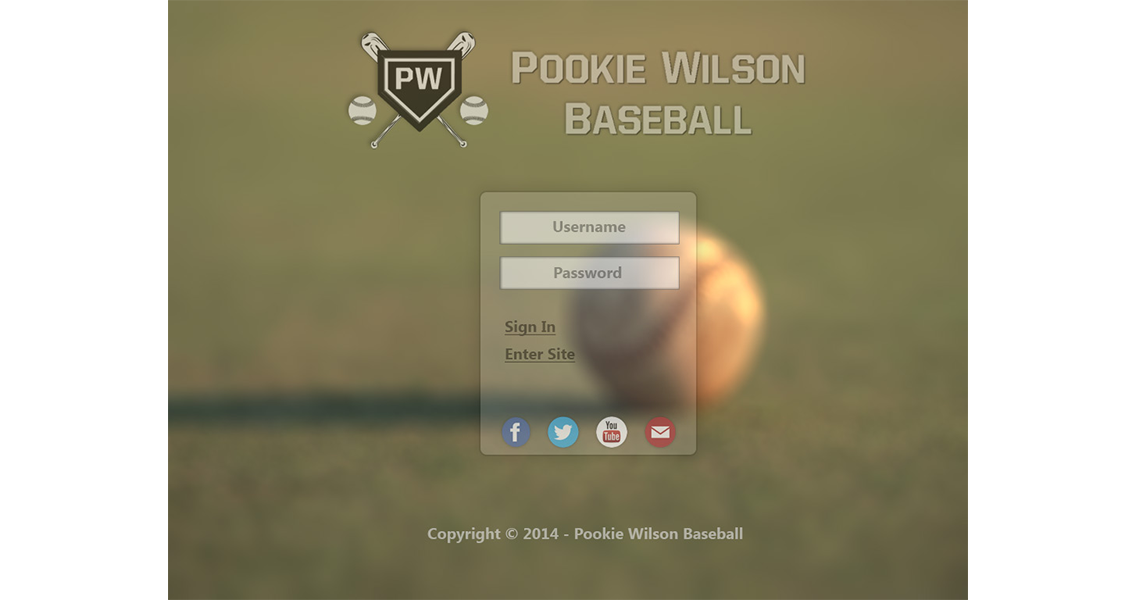 PW
Pookie Wilson
Baseball
Username
Password
Sign In
Enter Site
You
Tube
Copyright © 2014 - Pookie Wilson Baseball